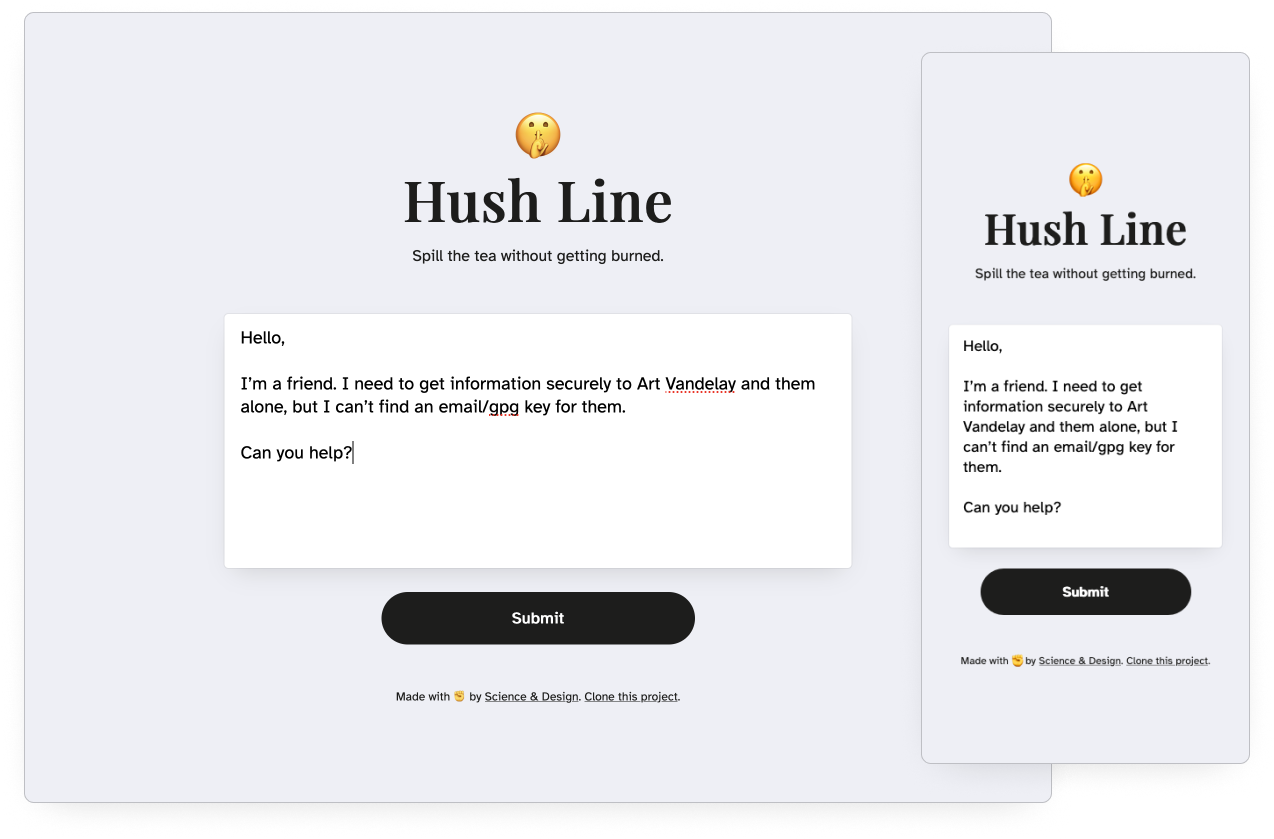 Hush Line
Spill the tea without getting burned.
Hello,
I’m a friend. I need to get information securely to Art Vandelay and them
alone, but I can’t find an email/gpg key for them.
Can you help?
Submit
Made with ✊ by Science & Design. Clone this project.
Hush Line
Spill the tea without getting burned.
Hello,
I’m a friend. I need to get
information securely to Art
Vandelay and them alone, but I
can’t find an email/gpg key for
them.
Can you help?
Submit
Made with ✊ by Science & Design. Clone this project.